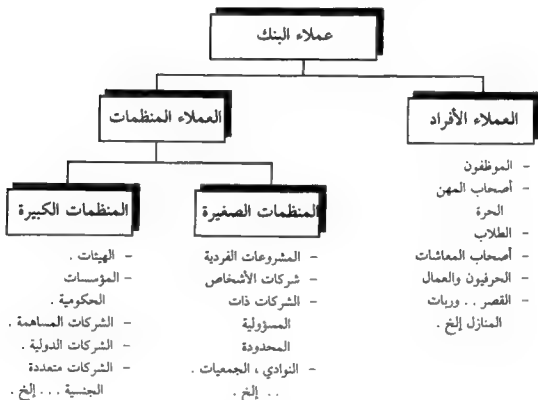 عملاء البنك
العملاء الأفراد
- الموظفون
- أصحاب المهن
الحرة
- الطلاب
- أصحاب المعاشات
- الحرفيون والعمال
- القصر . . وربات
المنازل إلخ .
العملاء المنظمات
المنظمات الصغيرة
- المشروعات الفردية
- شركات الأشخاص
- الشركات ذات
المسؤولية
المحدودة
- النوادي ، الجمعيات .
. . إلخ .
المنظمات الكبيرة
- الهيئات .
- المؤسسات
الحكومية .
- الشركات المساهمة .
- الشركات الدولية .
- الشركات متعددة
الجنسية . . . إلخ .